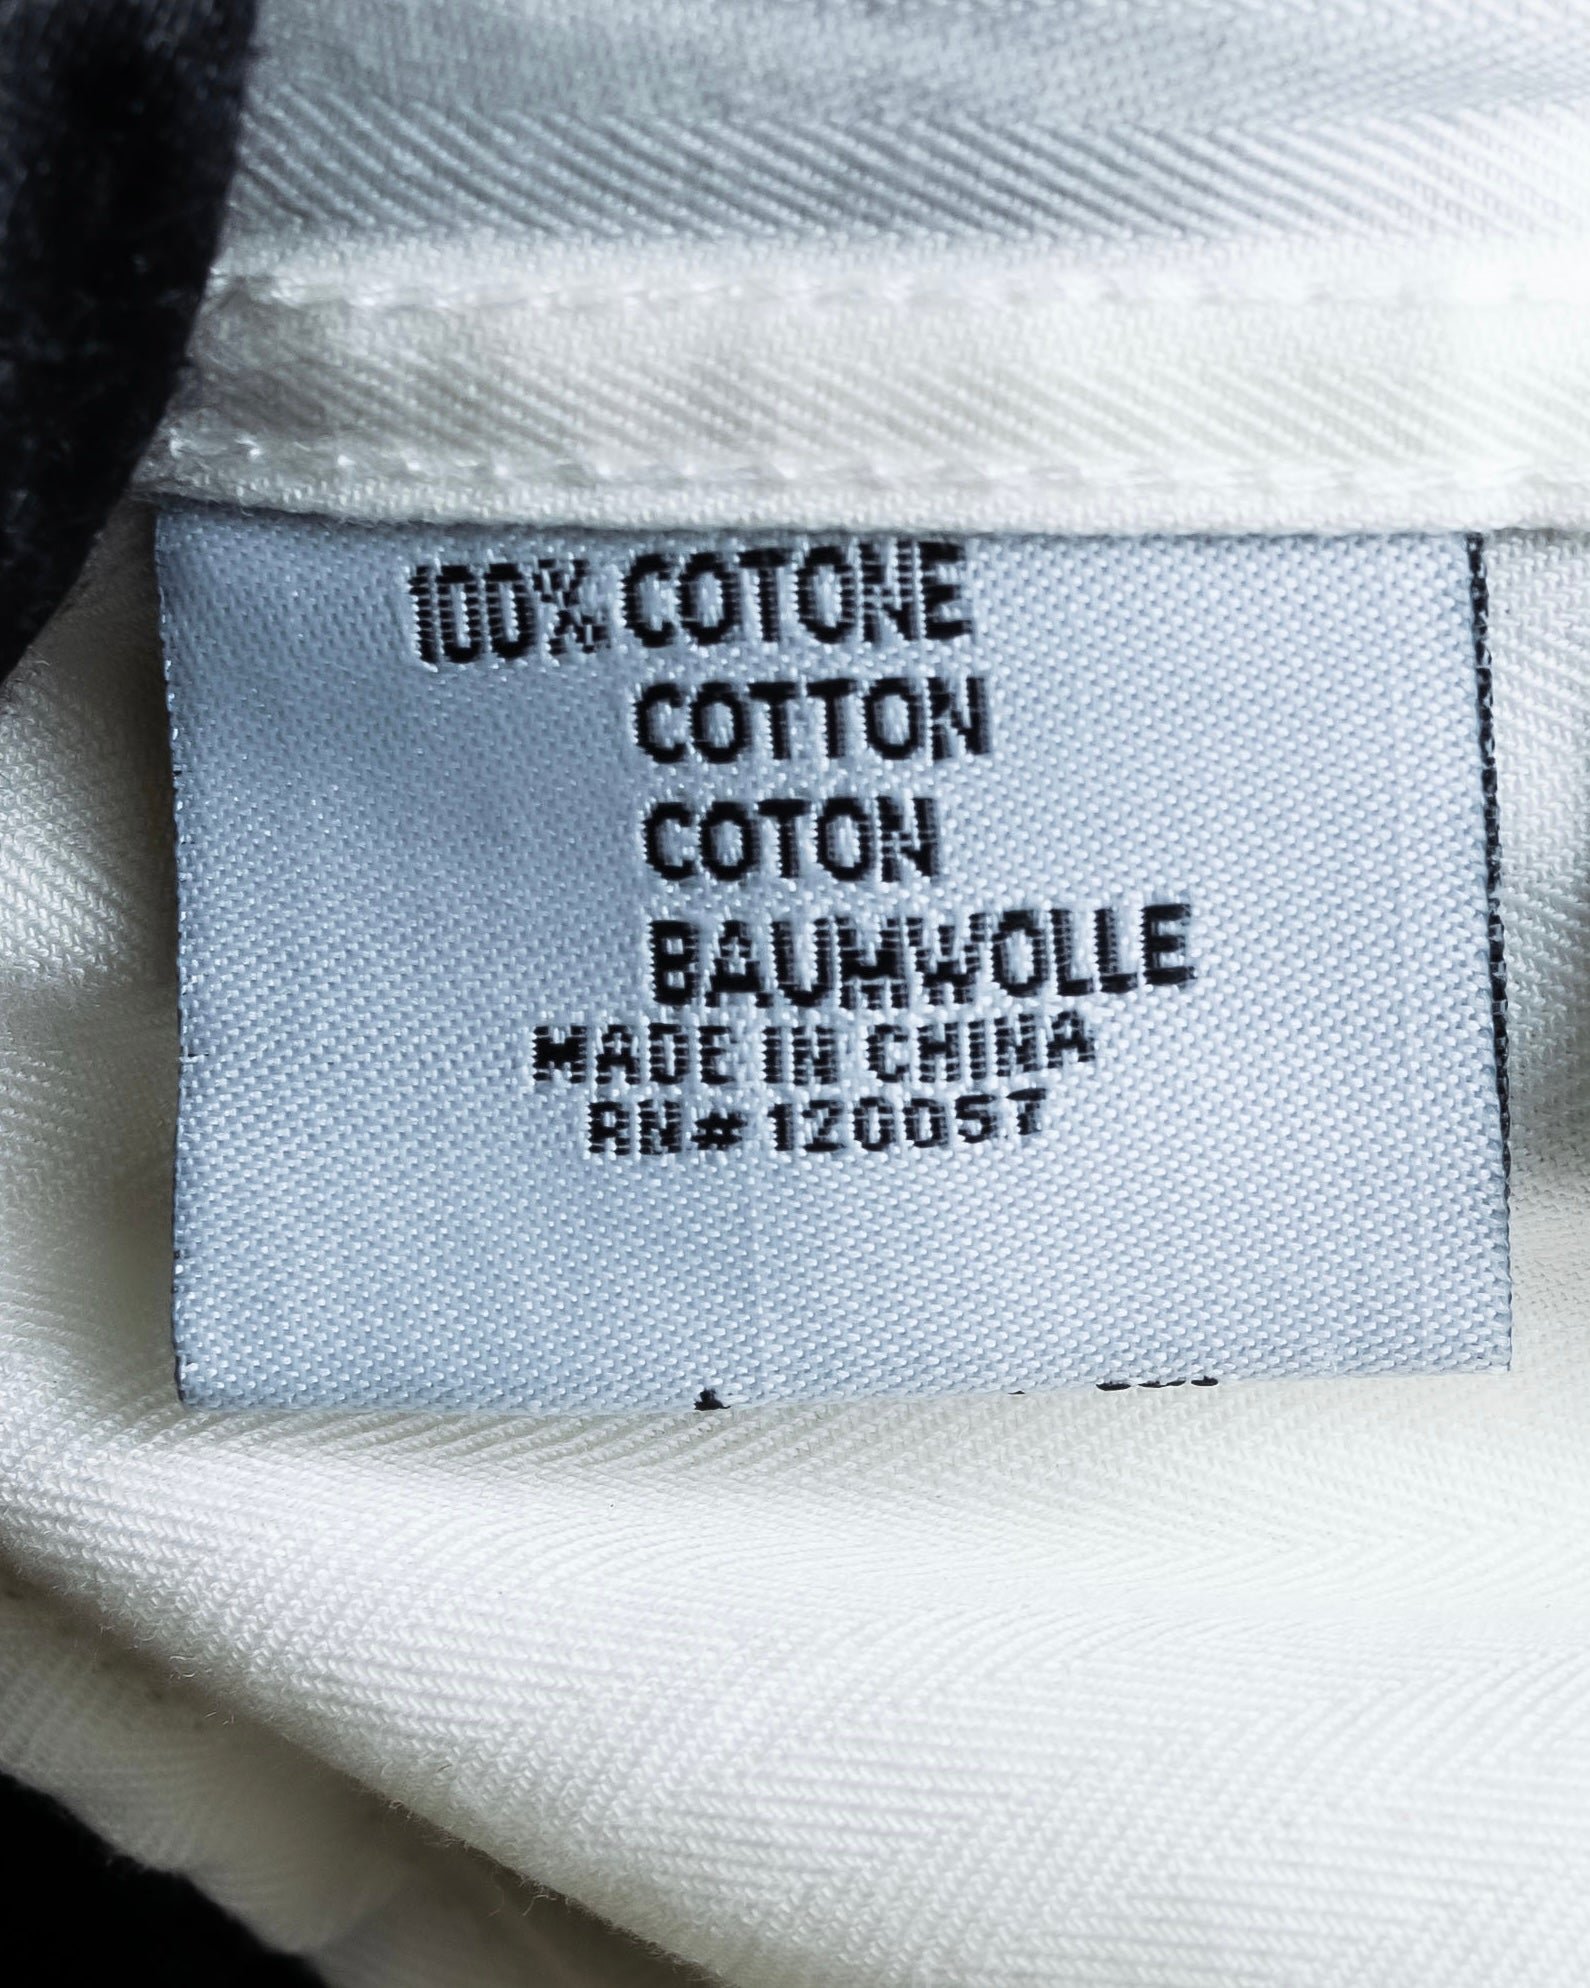 100% COTONE
COTTON
COTON
BAUMWOLLE
MADE IN CHINA
RN# 120057